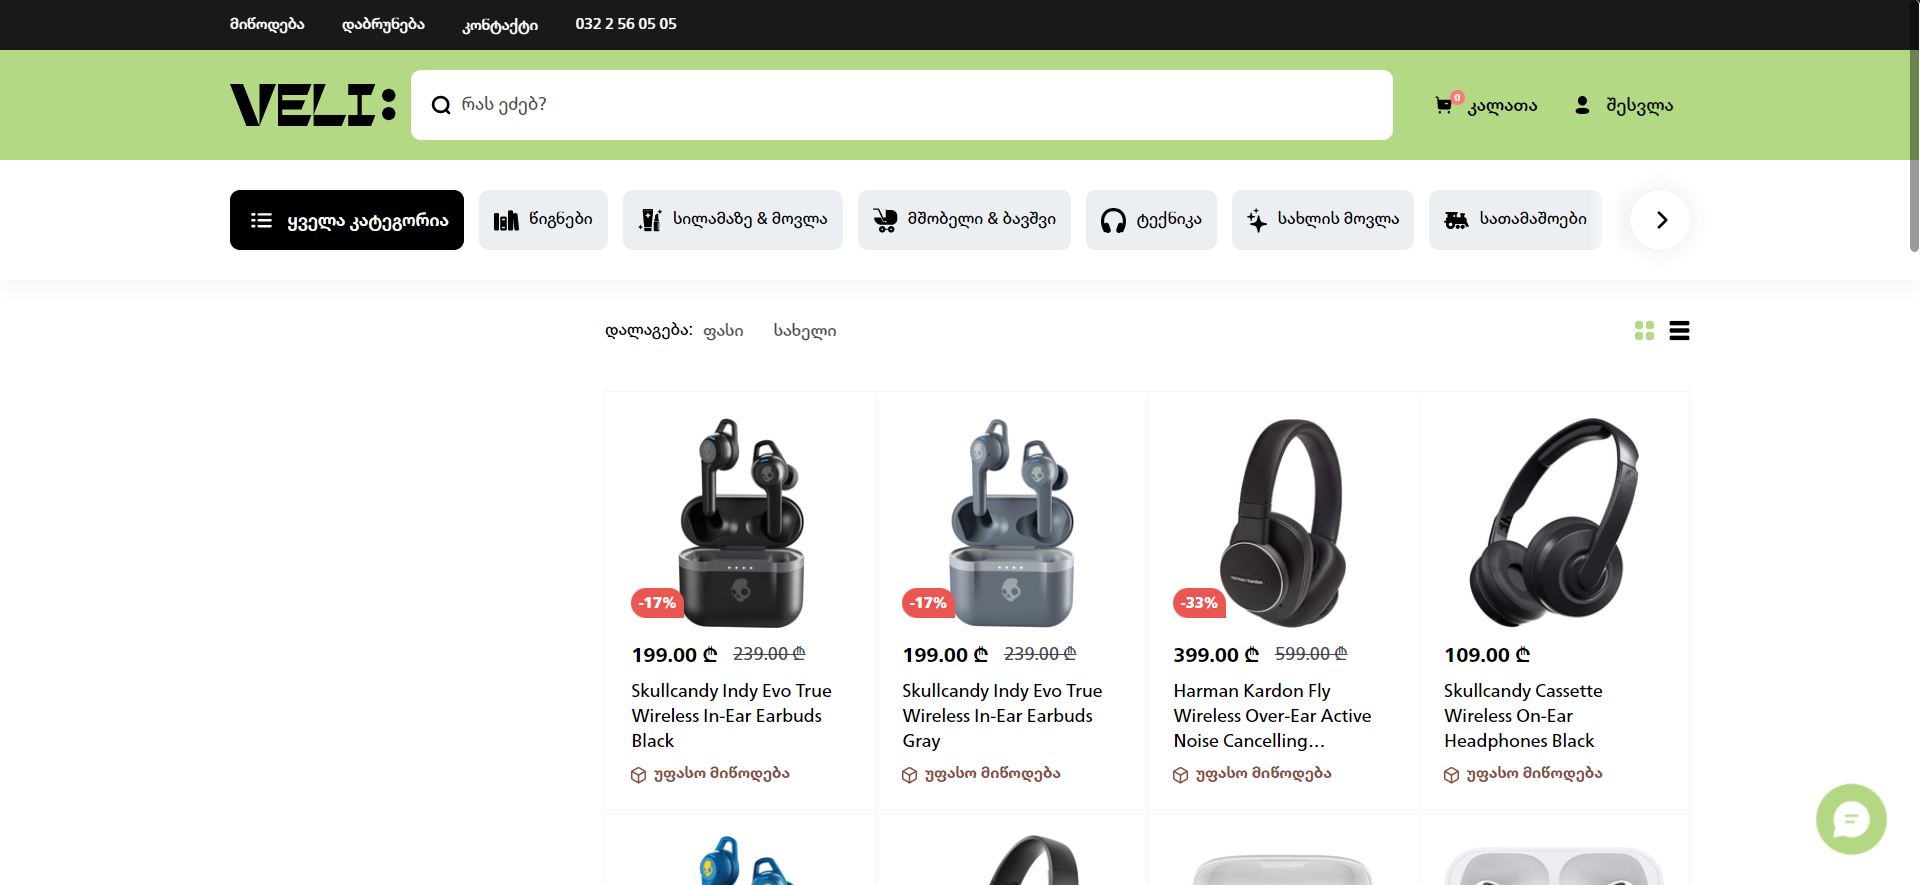 მიწოდება დაბრუნება კონტაქტი 032 2 56 05 05
VELI: რას ეძებ? 0 კალათა შესვლა
ყველა კატეგორია წიგნები სილამაზე & მოვლა მშობელი & ბავშვი ტექნიკა სახლის მოვლა სათამაშოები
დალაგება: ფასი სახელი
-17%
199.00 ₾ 239.00 ₾
Skullcandy Indy Evo True
Wireless In-Ear Earbuds
Black
უფასო მიწოდება
-17%
199.00 ₾ 239.00 ₾
Skullcandy Indy Evo True
Wireless In-Ear Earbuds
Gray
უფასო მიწოდება
harman/kardon
-33%
399.00 ₾ 599.00 ₾
Harman Kardon Fly
Wireless Over-Ear Active
Noise Cancelling...
უფასო მიწოდება
109.00 ₾
Skullcandy Cassette
Wireless On-Ear
Headphones Black
უფასო მიწოდება